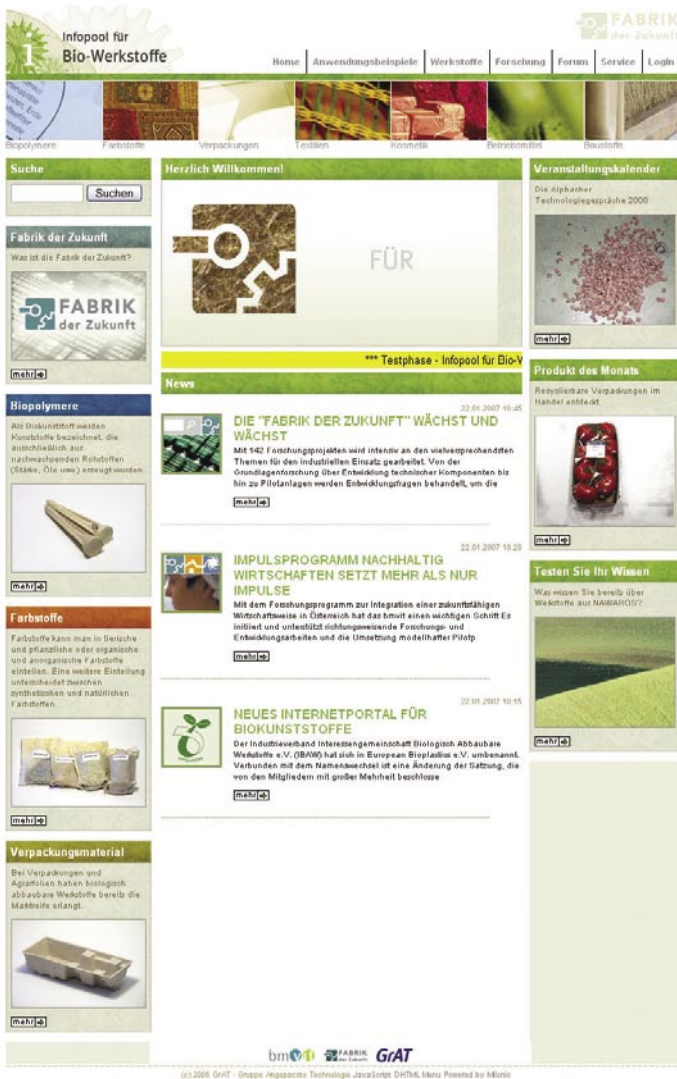 Infopool für
Bio-Werkstoffe
FABRIK
der Zukunft
Home Anwendungsbeispiele Werkstoffe Forschung Forum Service Login
Biopolymere Farbstoffe Verpackungen Textilien Kosmetik Betriebsmittel Baustoffe
Suche
Suchen
Fabrik der Zukunft
Was ist die Fabrik der Zukunft?
FABRIK
der Zukunft
mehr
Biopolymere
Als Biokunststoff werden
Kunststoffe bezeichnet, die
ausschließlich aus
nachwachsenden Rohstoffen
(Stärke, Öle usw.) erzeugt wurden
mehr
Farbstoffe
Farbstoffe kann man in tierische
und pflanzliche oder organische
und anorganische Farbstoffe
einteilen. Eine weitere Einteilung
unterscheidet zwischen
synthetischen und natürlichen
Farbstoffen.
mehr
Verpackungsmaterial
Bei Verpackungen und
Agrarfolien haben biologisch
abbaubare Werkstoffe bereits die
Marktreife erlangt.
mehr
Herzlich Willkommen!
FÜR
*** Testphase - Infopool für Bio-V
News
22.01.2007 10:45
DIE "FABRIK DER ZUKUNFT" WÄCHST UND
WÄCHST
Mit 142 Forschungsprojekten wird intensiv an den vielversprechendsten
Themen für den industriellen Einsatz gearbeitet. Von der
Grundlagenforschung über Entwicklung technischer Komponenten bis
hin zu Pilotanlagen werden Entwicklungsfragen behandelt, um die
mehr
22.01.2007 10:28
IMPULSPROGRAMM NACHHALTIG
WIRTSCHAFTEN SETZT MEHR ALS NUR
IMPULSE
Mit dem Forschungsprogramm zur Integration einer zukunftsfähigen
Wirtschaftsweise in Österreich hat das bmvit einen wichtigen Schritt Es
initiiert und unterstützt richtungsweisende Forschungs- und
Entwicklungsarbeiten und die Umsetzung modellhafter Pilotp
mehr
22.01.2007 10:15
NEUES INTERNETPORTAL FÜR
BIOKUNSTSTOFFE
Der Industrieverband Interessengemeinschaft Biologisch Abbaubare
Werkstoffe e.V. (IBAW) hat sich in European Bioplastics e.V. umbenannt.
Verbunden mit dem Namenswechsel ist eine Änderung der Satzung, die
von den Mitgliedern mit großer Mehrheit beschlosse
mehr
Veranstaltungskalender
Die Alpbacher
Technologiegespräche 2006
mehr
Produkt des Monats
Recyclierbare Verpackungen im
Handel entdeckt.
mehr
Testen Sie Ihr Wissen
Was wissen Sie bereits über
Werkstoffe aus NAWAROS?
mehr
bmvit FABRIK der Zukunft GrAT
(c) 2006 GrAT - Gruppe Angepasste Technologie JavaScript DHTML Menu Powered by Milonic